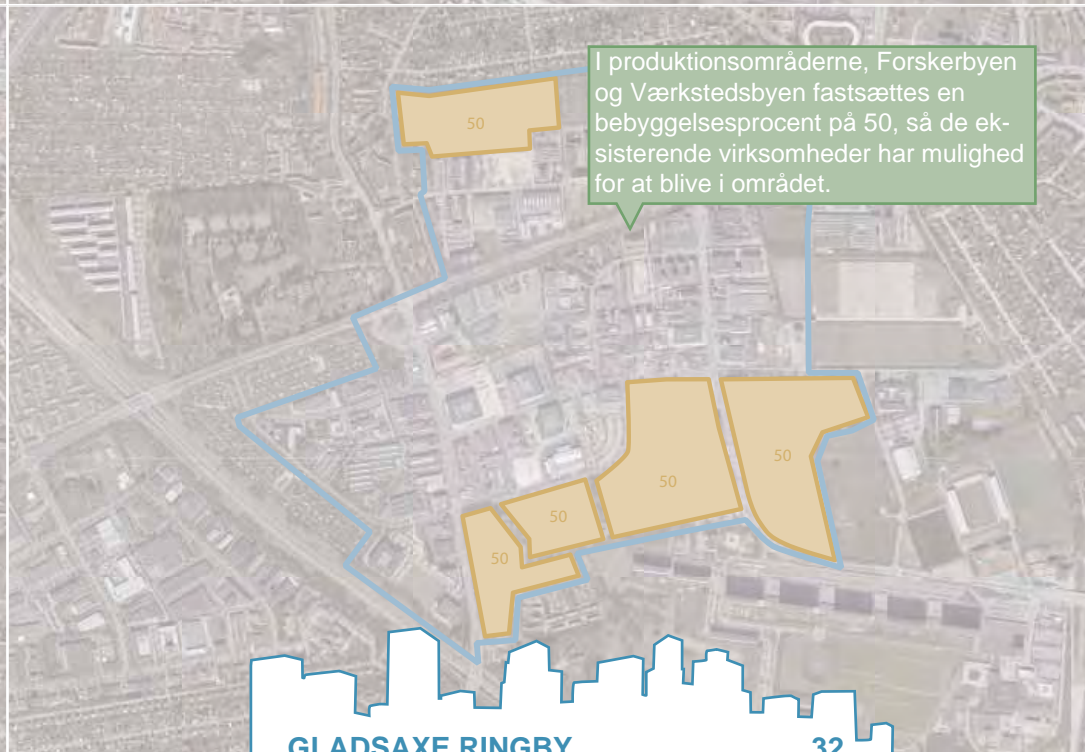 I produktionsområderne, Forskerbyen
og Værkstedsbyen fastsættes en
bebyggelsesprocent på 50, så de ek-
sisterende virksomheder har mulighed
for at blive i området.
50
50
50
50
50
GLADSAXE RINGBY 32